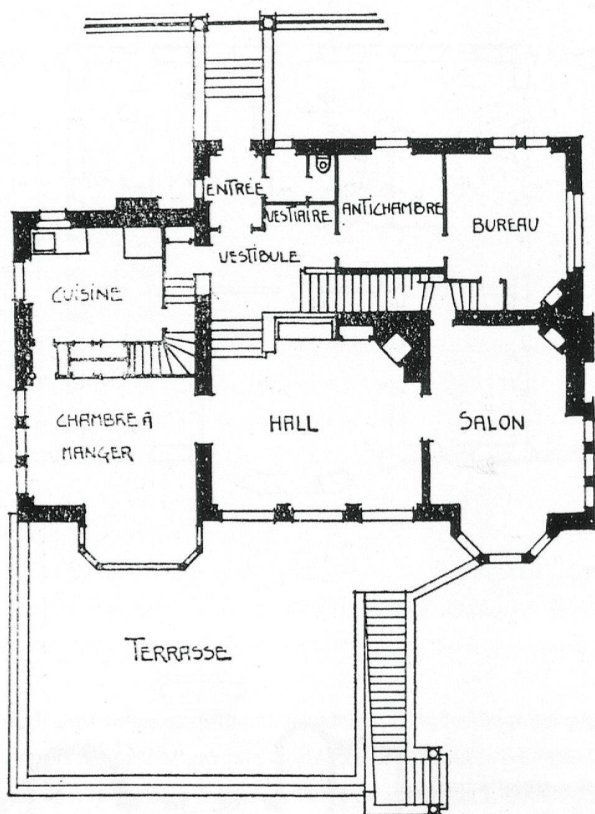 ENTRÉE
VESTIAIRE
ANTICHAMBRE
BUREAU
VESTIBULE
CUISINE
CHAMBRE À
MANGER
HALL
SALON
TERRASSE